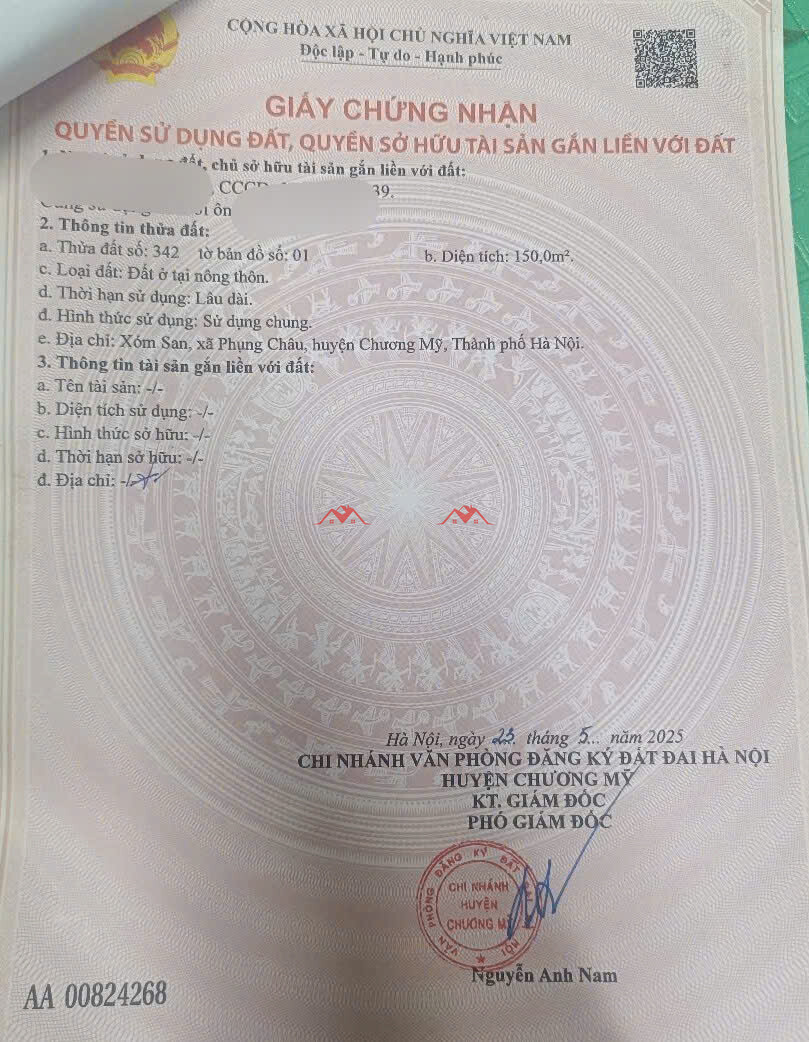 CỘNG HÒA XÃ HỘI CHỦ NGHĨA VIỆT NAM
Độc lập - Tự do - Hạnh phúc
GIẤY CHỨNG NHẬN
QUYỀN SỬ DỤNG ĐẤT, QUYỀN SỞ HỮU TÀI SẢN GẮN LIỀN VỚI ĐẤT
đất, chủ sở hữu tài sản gắn liền với đất:
39.
2. Thông tin thửa đất:
a. Thửa đất số: 342 tờ bản đồ số: 01 b. Diện tích: 150,0m².
c. Loại đất: Đất ở tại nông thôn.
d. Thời hạn sử dụng: Lâu dài.
đ. Hình thức sử dụng: Sử dụng chung.
e. Địa chỉ: Xóm San, xã Phụng Châu, huyện Chương Mỹ, Thành phố Hà Nội.
3. Thông tin tài sản gắn liền với đất:
a. Tên tài sản: -/-
b. Diện tích sử dụng: -/-
c. Hình thức sở hữu: -/-
d. Thời hạn sở hữu: -/-
đ. Địa chỉ: -/-
Hà Nội, ngày 23. tháng 5... năm 2025
CHI NHÁNH VĂN PHÒNG ĐĂNG KÝ ĐẤT ĐAI HÀ NỘI
HUYỆN CHƯƠNG MỸ
KT. GIÁM ĐỐC
PHÓ GIÁM ĐỐC
VĂN PHÒNG ĐĂNG KÝ ĐẤT
CHI NHÁNH
HUYỆN
CHƯƠNG MỸ
Nguyễn Anh Nam
AA 00824268